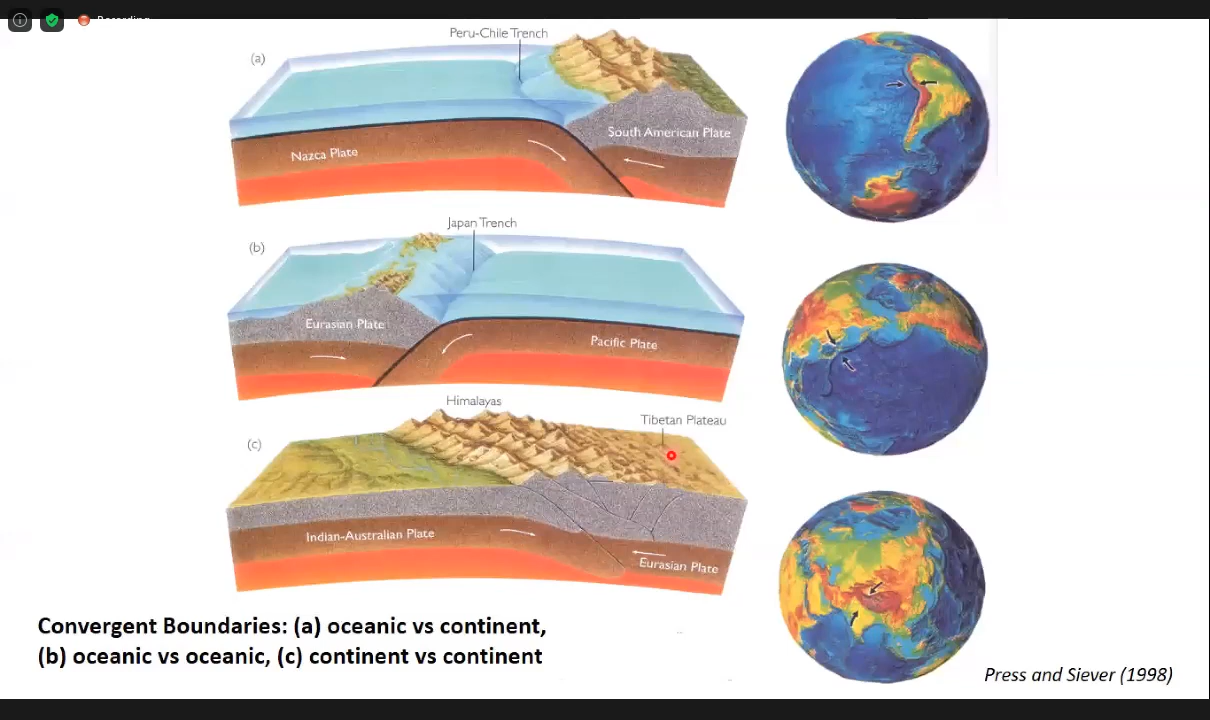 Recording
Peru-Chile Trench
(a)
South American Plate
Nazca Plate
Japan Trench
(b)
Eurasian Plate
Pacific Plate
Himalayas
Tibetan Plateau
(c)
Indian-Australian Plate
Eurasian Plate
Convergent Boundaries: (a) oceanic vs continent,
(b) oceanic vs oceanic, (c) continent vs continent
Press and Siever (1998)